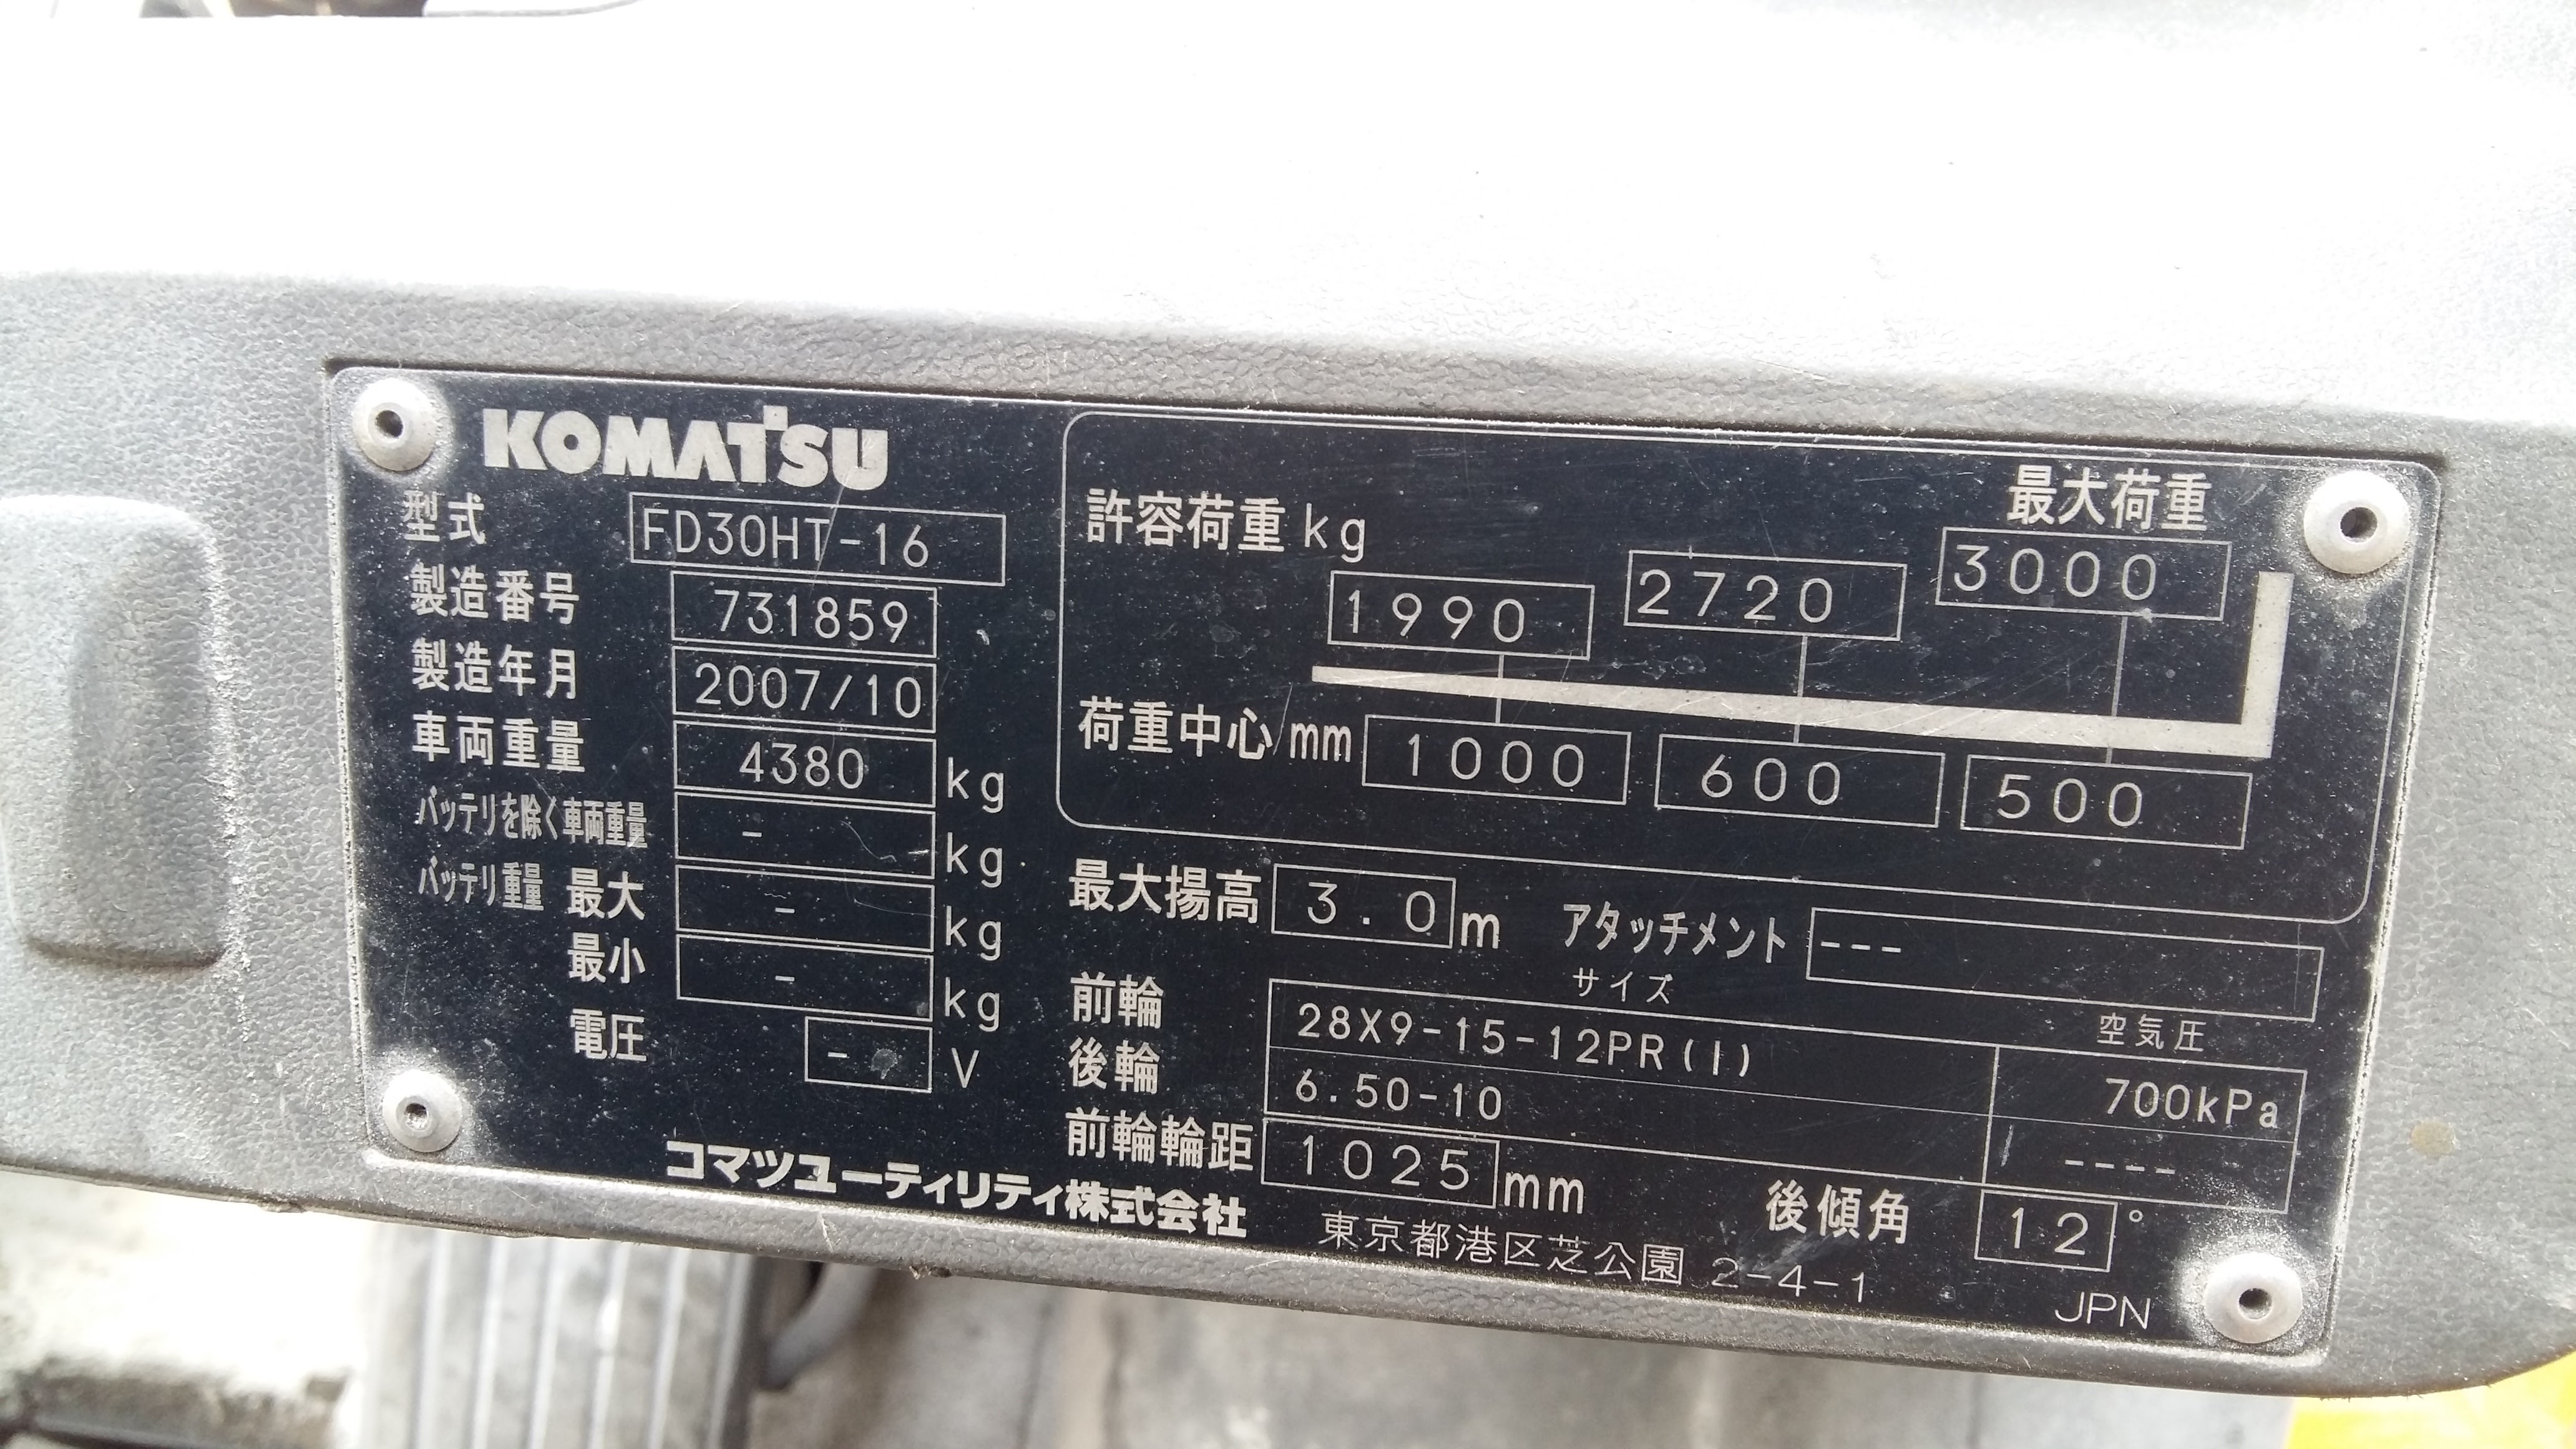 KOMATSU
型式 FD30HT-16
製造番号 731859
製造年月 2007/10
車両重量 4380 kg
バッテリを除く車両重量 - kg
バッテリ重量 最大 - kg
最小 - kg
電圧 - V
コマツユーティリティ株式会社
最大荷重
許容荷重 kg 1990 2720 3000
荷重中心 mm 1000 600 500
最大揚高 3.0 m アタッチメント ---
サイズ 空気圧
前輪 28X9-15-12PR(I) 700kPa
後輪 6.50-10 ----
前輪輪距 1025 mm 後傾角 12°
東京都港区芝公園 2-4-1
JPN